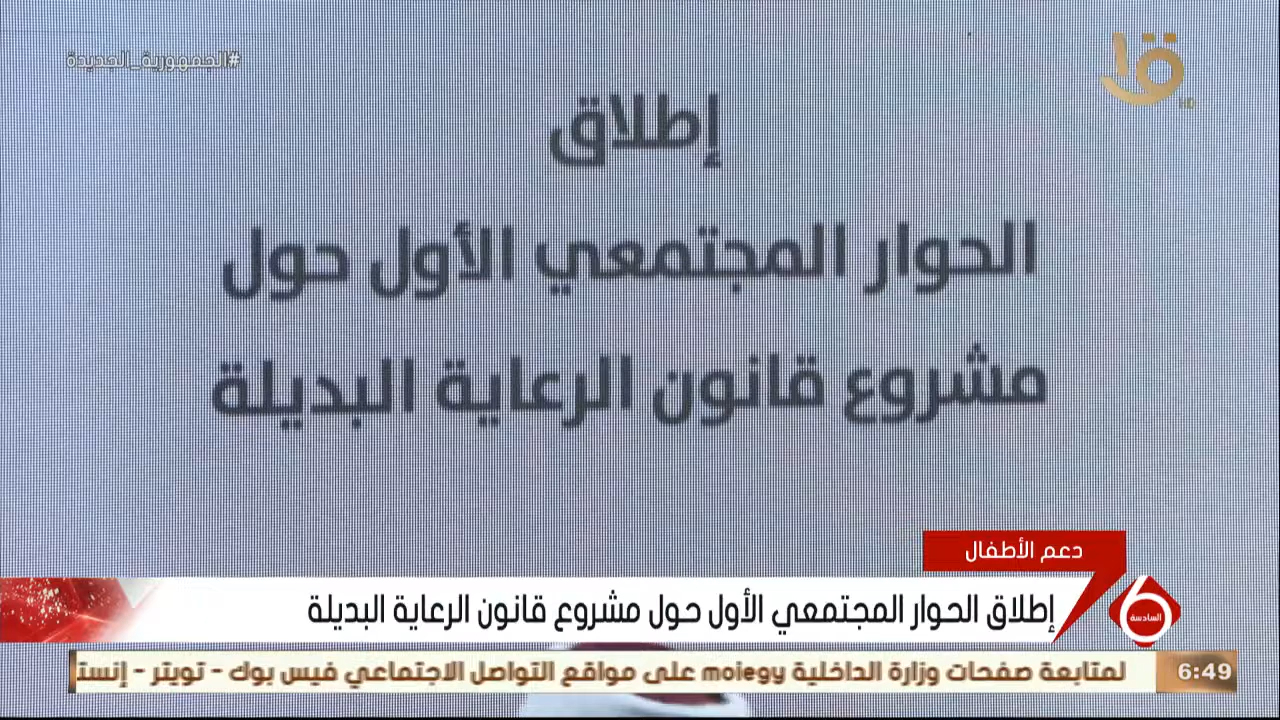 #الجمهورية_الجديدة
HD
إطلاق
الحوار المجتمعي الأول حول
مشروع قانون الرعاية البديلة
دعم الأطفال
السادسة
إطلاق الحوار المجتمعي الأول حول مشروع قانون الرعاية البديلة
6:49
لمتابعة صفحات وزارة الداخلية moiegy على مواقع التواصل الاجتماعي فيس بوك - تويتر - إنست